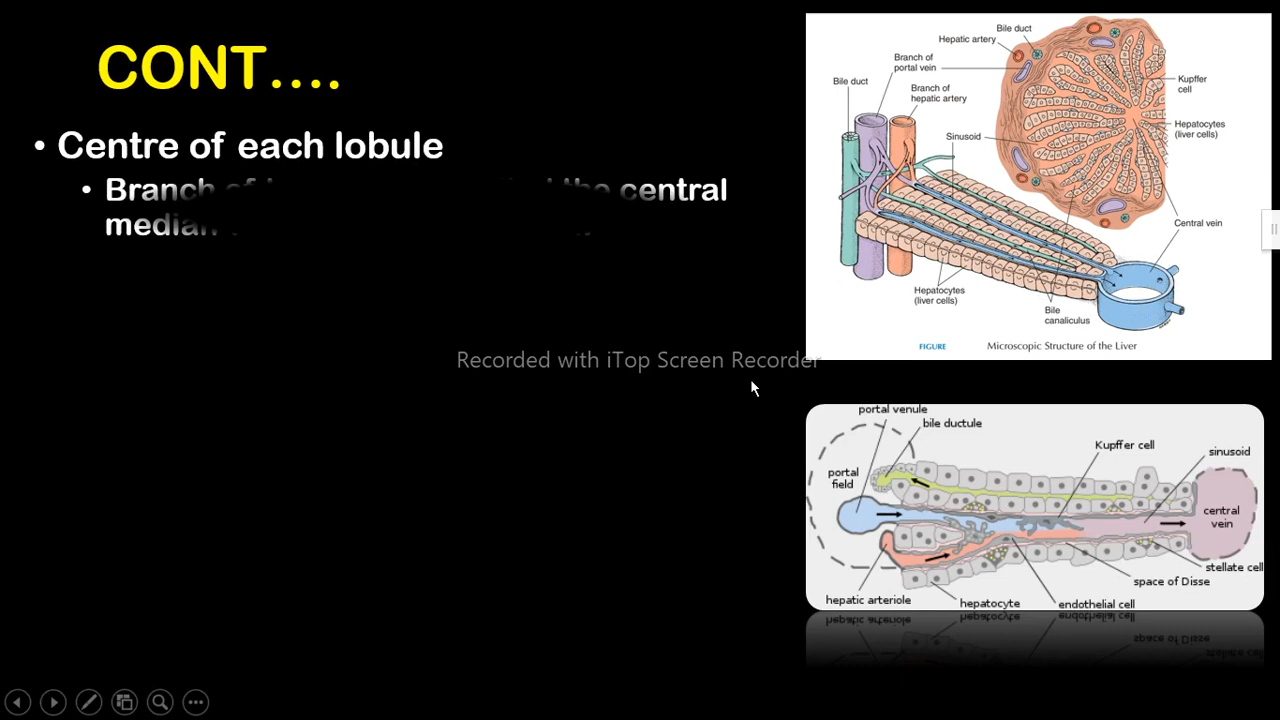 CONT....
• Centre of each lobule
• Branch of the central
Bile duct
Hepatic artery
Branch of
portal vein
Bile duct
Branch of
hepatic artery
Kupffer
cell
Hepatocytes
(liver cells)
Sinusoid
Central vein
Hepatocytes
(liver cells)
Bile
canaliculus
FIGURE Microscopic Structure of the Liver
Recorded with iTop Screen Recorder
portal venule
bile ductule
Kupffer cell
sinusoid
portal
field
central
vein
stellate cell
space of Disse
hepatic arteriole
hepatocyte
endothelial cell